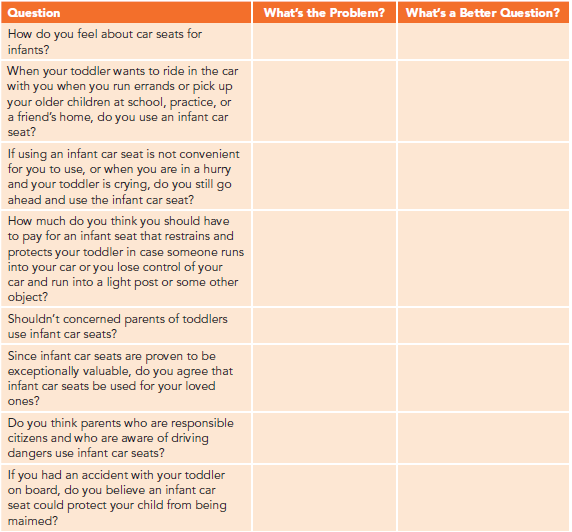 Question
What's the Problem?
What's a Better Question?
How do you feel about car seats for
infants?
When your toddler wants to ride in the car
with you when you run errands or pick up
your older children at school, practice, or
a friend's home, do you use an infant car
seat?
If using an infant car seat is not convenient
for you to use, or when you are in a hurry
and your toddler is crying, do you still go
ahead and use the infant car seat?
How much do you think you should have
to pay for an infant seat that restrains and
protects your toddler in case someone runs
into your car or you lose control of your
car and run into a light post or some other
object?
Shouldn't concerned parents of toddlers
use infant car seats?
Since infant car seats are proven to be
exceptionally valuable, do you agree that
infant car seats be used for your loved
ones?
Do you think parents who are responsible
citizens and who are aware of driving
dangers use infant car seats?
If you had an accident with your toddler
on board, do you believe an infant car
seat could protect your child from being
maimed?